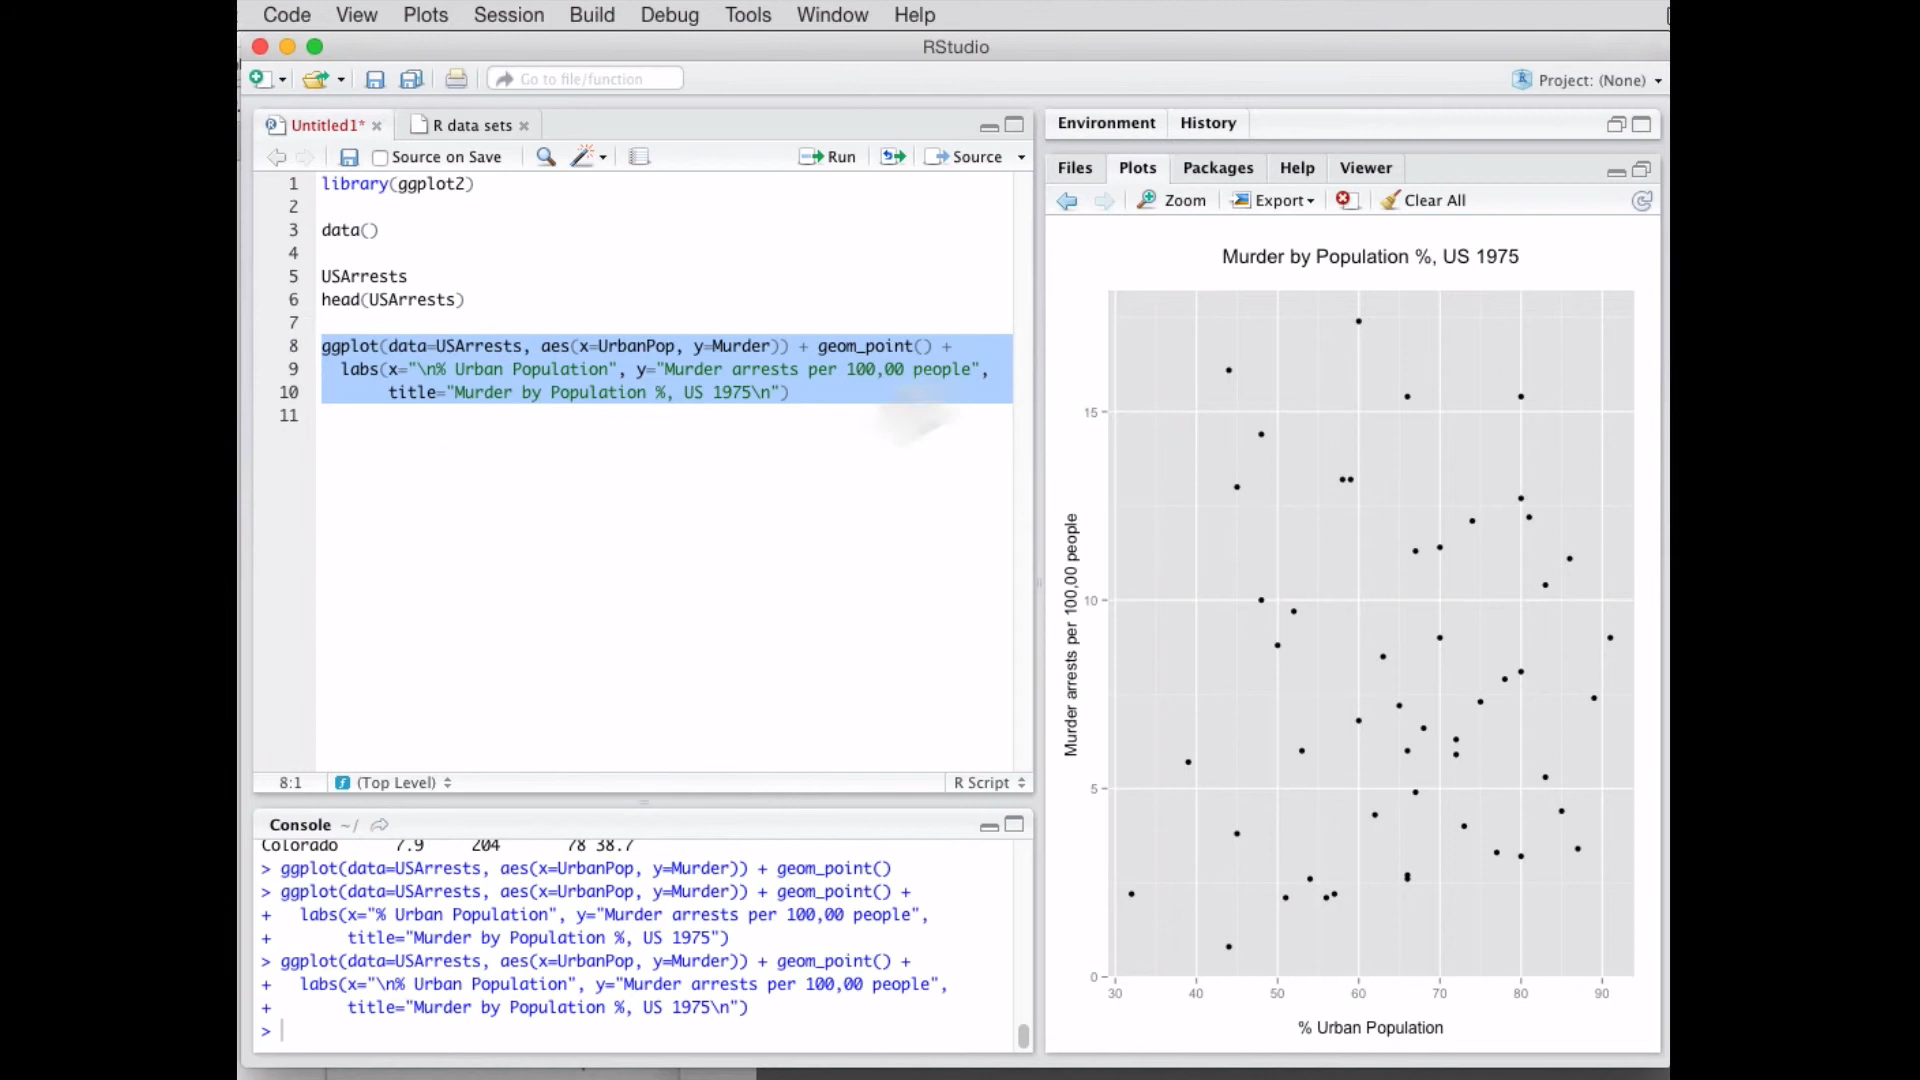 Code View Plots Session Build Debug Tools Window Help
RStudio
Go to file/function
Project: (None)
Untitled1* R data sets
Source on Save Run Source
1 library(ggplot2)
2
3 data()
4
5 USArrests
6 head(USArrests)
7
8 ggplot(data=USArrests, aes(x=UrbanPop, y=Murder)) + geom_point() +
9 labs(x="\n% Urban Population", y="Murder arrests per 100,00 people",
10 title="Murder by Population %, US 1975\n")
11
8:1 (Top Level) R Script
Console ~/
Colorado 7.9 204 78 38.7
> ggplot(data=USArrests, aes(x=UrbanPop, y=Murder)) + geom_point()
> ggplot(data=USArrests, aes(x=UrbanPop, y=Murder)) + geom_point() +
+ labs(x="% Urban Population", y="Murder arrests per 100,00 people",
+ title="Murder by Population %, US 1975")
> ggplot(data=USArrests, aes(x=UrbanPop, y=Murder)) + geom_point() +
+ labs(x="\n% Urban Population", y="Murder arrests per 100,00 people",
+ title="Murder by Population %, US 1975\n")
>
Environment History
Files Plots Packages Help Viewer
Zoom Export Clear All
Murder by Population %, US 1975
Murder arrests per 100,00 people
15
10
5
0
30 40 50 60 70 80 90
% Urban Population